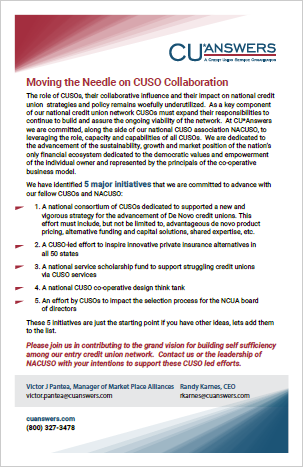 CU*ANSWERS
A CREDIT UNION SERVICE ORGANIZATION
Moving the Needle on CUSO Collaboration
The role of CUSOs, their collaborative influence and their impact on national credit
union strategies and policy remains woefully underutilized. As a key component
of our national credit union network CUSOs must expand their responsibilities to
continue to build and assure the ongoing viability of the network. At CU*Answers
we are committed, along the side of our national CUSO association NACUSO, to
leveraging the role, capacity and capabilities of all CUSOs. We are dedicated to
the advancement of the sustainability, growth and market position of the nation's
only financial ecosystem dedicated to the democratic values and empowerment
of the individual owner and represented by the principals of the co-operative
business model.
We have identified 5 major initiatives that we are committed to advance with
our fellow CUSOs and NACUSO:
1. A national consortium of CUSOs dedicated to supported a new and
vigorous strategy for the advancement of De Novo credit unions. This
effort must include, but not be limited to, advantageous de novo product
pricing, alternative funding and capital solutions, shared expertise, etc.
2. A CUSO-led effort to inspire innovative private insurance alternatives in
all 50 states
3. A national service scholarship fund to support struggling credit unions
via CUSO services
4. A national CUSO co-operative design think tank
5. An effort by CUSOs to impact the selection process for the NCUA board
of directors
These 5 initiatives are just the starting point if you have other ideas, lets add them
to the list.
Please join us in contributing to the grand vision for building self sufficiency
among our entry credit union network. Contact us or the leadership of
NACUSO with your intentions to support these CUSO led efforts.
Victor J Pantea, Manager of Market Place Alliances
victor.pantea@cuanswers.com
Randy Karnes, CEO
rkarnes@cuanswers.com
cuanswers.com
(800) 327-3478